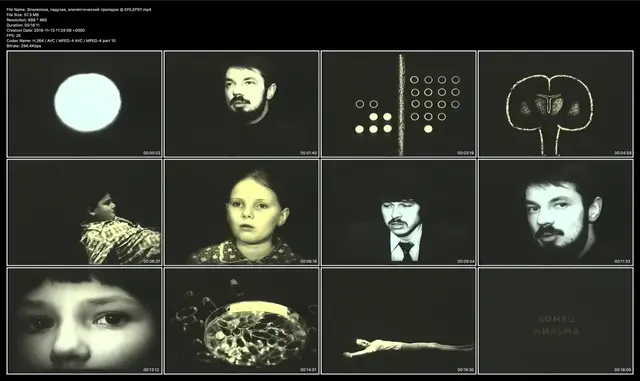 File Name: Эпилепсия, падучая, эпилептический припадок @ EPILEPSY.mp4
File Size: 57.3 MB
Resolution: 698 * 480
Duration: 00:18:11
Creation Date: 2016-11-13 11:24:09 +0000
FPS: 25
Codec Name: H.264 / AVC / MPEG-4 AVC / MPEG-4 part 10
Bitrate: 294.4Kbps
00:00:02 00:01:40 00:03:19 00:04:58
00:06:37 00:08:16 00:09:54 00:11:33
КОНЕЦ
ФИЛЬМА
00:13:12 00:14:51 00:16:30 00:18:09